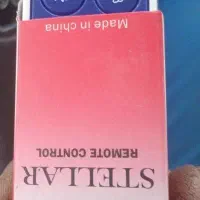 STELLAR
REMOTE CONTROL
Made in china